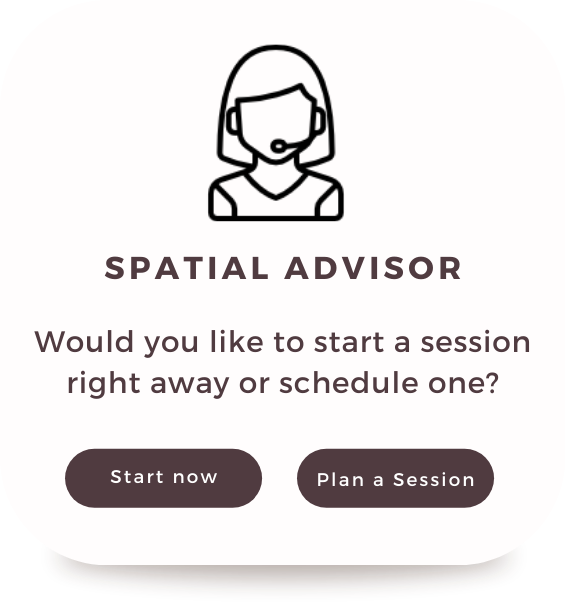 SPATIAL ADVISOR
Would you like to start a session
right away or schedule one?
Start now
Plan a Session